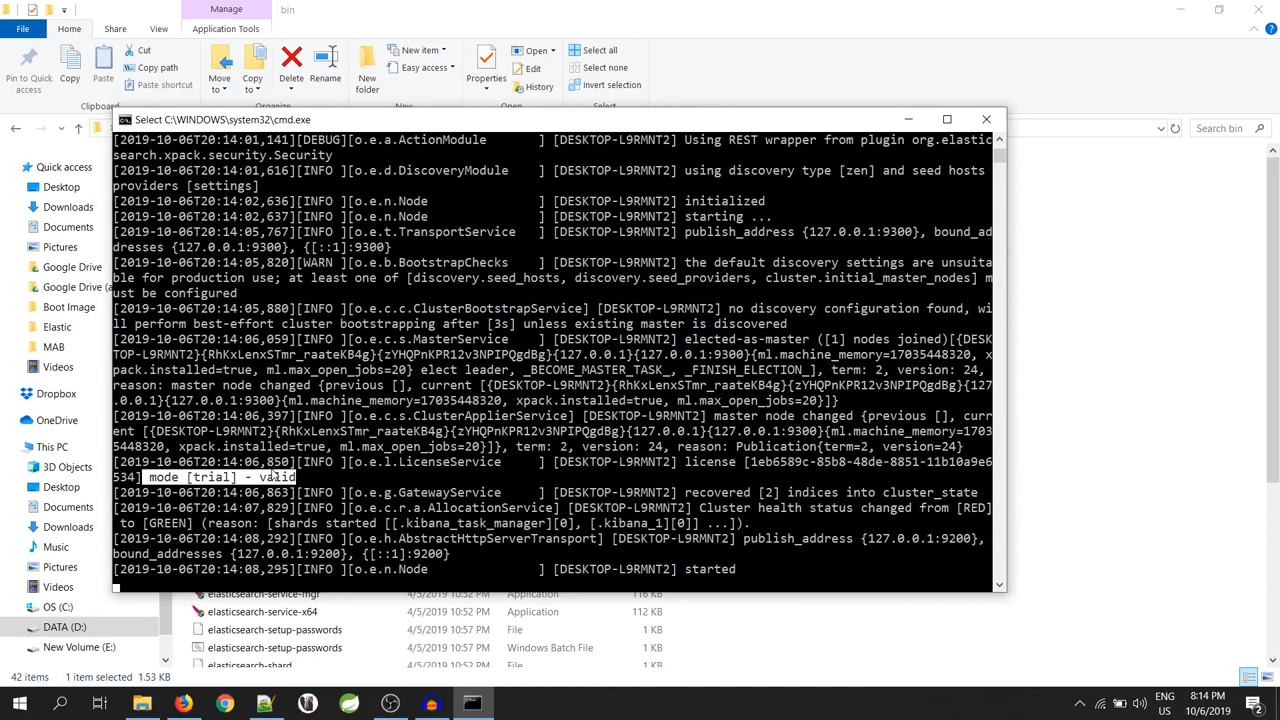 Manage
bin
File
Home
Share
View
Application Tools
Pin to Quick access
Copy
Paste
Cut
Copy path
Paste shortcut
Move to
Copy to
Delete
Rename
New folder
New item
Easy access
Properties
Open
Edit
History
Select all
Select none
Invert selection
Clipboard
Organize
New
Open
Select
Select C:\WINDOWS\system32\cmd.exe
Search bin
[2019-10-06T20:14:01,141][DEBUG][o.e.a.ActionModule       ] [DESKTOP-L9RMNT2] Using REST wrapper from plugin org.elastic
search.xpack.security.Security
[2019-10-06T20:14:01,616][INFO ][o.e.d.DiscoveryModule    ] [DESKTOP-L9RMNT2] using discovery type [zen] and seed hosts
providers [settings]
[2019-10-06T20:14:02,636][INFO ][o.e.n.Node               ] [DESKTOP-L9RMNT2] initialized
[2019-10-06T20:14:02,637][INFO ][o.e.n.Node               ] [DESKTOP-L9RMNT2] starting ...
[2019-10-06T20:14:05,767][INFO ][o.e.t.TransportService   ] [DESKTOP-L9RMNT2] publish_address {127.0.0.1:9300}, bound_ad
dresses {127.0.0.1:9300}, {[::1]:9300}
[2019-10-06T20:14:05,820][WARN ][o.e.b.BootstrapChecks    ] [DESKTOP-L9RMNT2] the default discovery settings are unsuita
ble for production use; at least one of [discovery.seed_hosts, discovery.seed_providers, cluster.initial_master_nodes] m
ust be configured
[2019-10-06T20:14:05,880][INFO ][o.e.c.c.ClusterBootstrapService] [DESKTOP-L9RMNT2] no discovery configuration found, wi
ll perform best-effort cluster bootstrapping after [3s] unless existing master is discovered
[2019-10-06T20:14:06,059][INFO ][o.e.c.s.MasterService    ] [DESKTOP-L9RMNT2] elected-as-master ([1] nodes joined)[{DESK
TOP-L9RMNT2}{RhKxLenxSTmr_raateKB4g}{zYHQPnKPR12v3NPIPQgdBg}{127.0.0.1}{127.0.0.1:9300}{ml.machine_memory=17035448320, x
pack.installed=true, ml.max_open_jobs=20} elect leader, _BECOME_MASTER_TASK_, _FINISH_ELECTION_], term: 2, version: 24,
reason: master node changed {previous [], current [{DESKTOP-L9RMNT2}{RhKxLenxSTmr_raateKB4g}{zYHQPnKPR12v3NPIPQgdBg}{127
.0.0.1}{127.0.0.1:9300}{ml.machine_memory=17035448320, xpack.installed=true, ml.max_open_jobs=20}]}
[2019-10-06T20:14:06,397][INFO ][o.e.c.s.ClusterApplierService] [DESKTOP-L9RMNT2] master node changed {previous [], curr
ent [{DESKTOP-L9RMNT2}{RhKxLenxSTmr_raateKB4g}{zYHQPnKPR12v3NPIPQgdBg}{127.0.0.1}{127.0.0.1:9300}{ml.machine_memory=1703
5448320, xpack.installed=true, ml.max_open_jobs=20}]}, term: 2, version: 24, reason: Publication{term=2, version=24}
[2019-10-06T20:14:06,850][INFO ][o.e.l.LicenseService     ] [DESKTOP-L9RMNT2] license [1eb6589c-85b8-48de-8851-11b10a9e6
534] mode [trial] - valid
[2019-10-06T20:14:06,863][INFO ][o.e.g.GatewayService     ] [DESKTOP-L9RMNT2] recovered [2] indices into cluster_state
[2019-10-06T20:14:07,829][INFO ][o.e.c.r.a.AllocationService] [DESKTOP-L9RMNT2] Cluster health status changed from [RED]
to [GREEN] (reason: [shards started [[.kibana_task_manager][0], [.kibana_1][0]] ...]).
[2019-10-06T20:14:08,292][INFO ][o.e.h.AbstractHttpServerTransport] [DESKTOP-L9RMNT2] publish_address {127.0.0.1:9200},
bound_addresses {127.0.0.1:9200}, {[::1]:9200}
[2019-10-06T20:14:08,295][INFO ][o.e.n.Node               ] [DESKTOP-L9RMNT2] started
Quick access
Desktop
Downloads
Documents
Pictures
Google Drive
Google Drive (a
Boot Image
Elastic
MAB
Videos
Dropbox
OneDrive
This PC
3D Objects
Desktop
Documents
Downloads
Music
Pictures
Videos
OS (C:)
DATA (D:)
New Volume (E:)
elasticsearch-service-mgr 4/5/2019 10:52 PM Application 116 KB
elasticsearch-service-x64 4/5/2019 10:52 PM Application 112 KB
elasticsearch-setup-passwords 4/5/2019 10:57 PM File 1 KB
elasticsearch-setup-passwords 4/5/2019 10:57 PM Windows Batch File 1 KB
elasticsearch-shard 4/5/2019 10:57 PM File 1 KB
42 items
1 item selected 1.53 KB
ENG
US
8:14 PM
10/6/2019
2